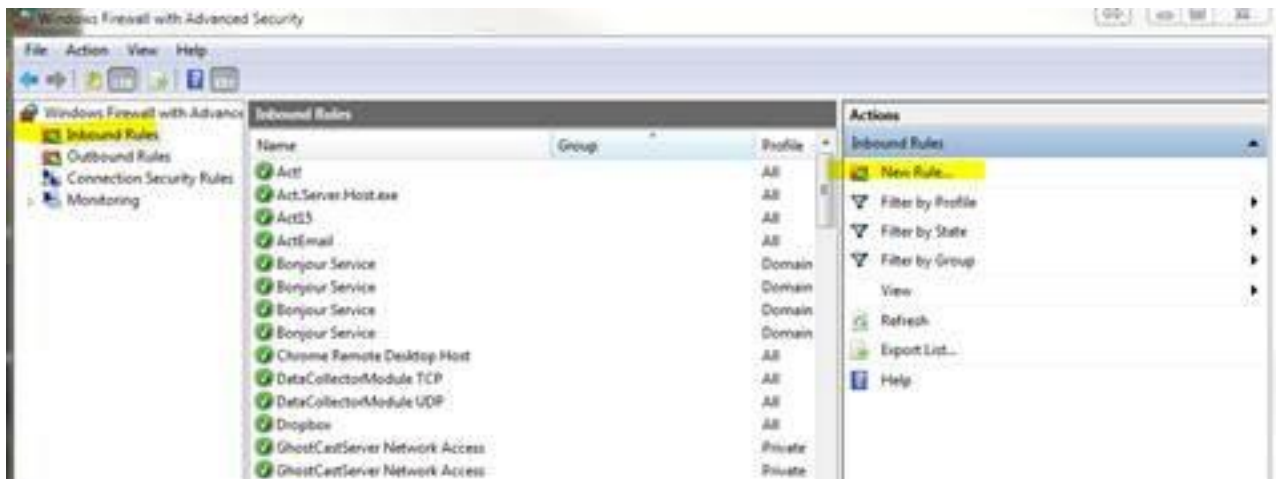 Windows Firewall with Advanced Security
File Action View Help
Windows Firewall with Advance
Inbound Rules
Outbound Rules
Connection Security Rules
Monitoring
Inbound Rules
Name Group Profile
Act! All
Act.Server.Host.exe All
Act15 All
ActEmail All
Bonjour Service Domain
Bonjour Service Domain
Bonjour Service Domain
Bonjour Service Domain
Chrome Remote Desktop Host All
DataCollectorModule TCP All
DataCollectorModule UDP All
Dropbox All
GhostCastServer Network Access Private
GhostCastServer Network Access Private
Actions
Inbound Rules
New Rule...
Filter by Profile
Filter by State
Filter by Group
View
Refresh
Export List...
Help